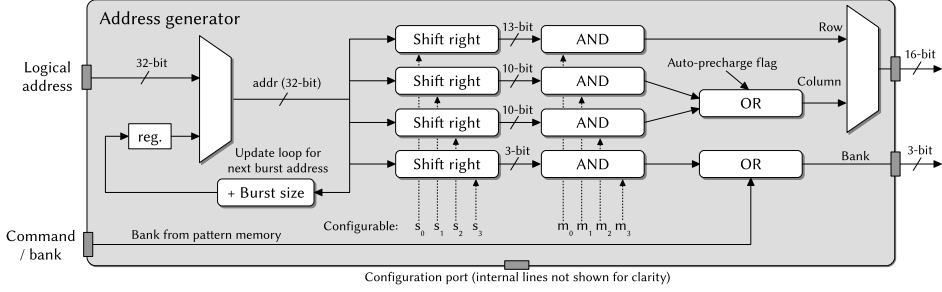 Address generator
Logical
address
32-bit
reg.
addr (32-bit)
Update loop for
next burst address
+ Burst size
Shift right
13-bit
AND
Row
Shift right
10-bit
AND
Auto-precharge flag
OR
Column
16-bit
Shift right
10-bit
AND
Shift right
3-bit
AND
OR
Bank
3-bit
Configurable: s0 s1 s2 s3 m0 m1 m2 m3
Command
/ bank
Bank from pattern memory
Configuration port (internal lines not shown for clarity)